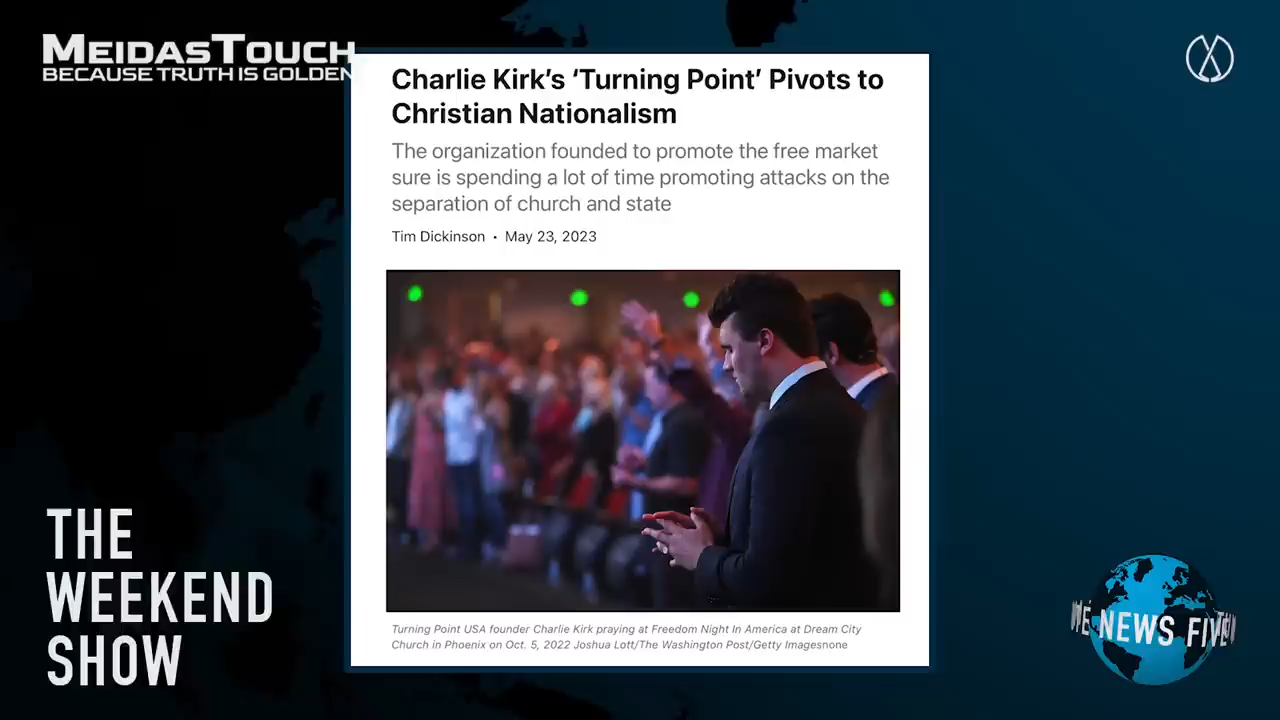 MEIDASTOUCH
BECAUSE TRUTH IS GOLDEN
Charlie Kirk's 'Turning Point' Pivots to
Christian Nationalism
The organization founded to promote the free market
sure is spending a lot of time promoting attacks on the
separation of church and state
Tim Dickinson • May 23, 2023
Turning Point USA founder Charlie Kirk praying at Freedom Night In America at Dream City
Church in Phoenix on Oct. 5, 2022 Joshua Lott/The Washington Post/Getty Imagesnone
THE
WEEKEND
SHOW
NEWS